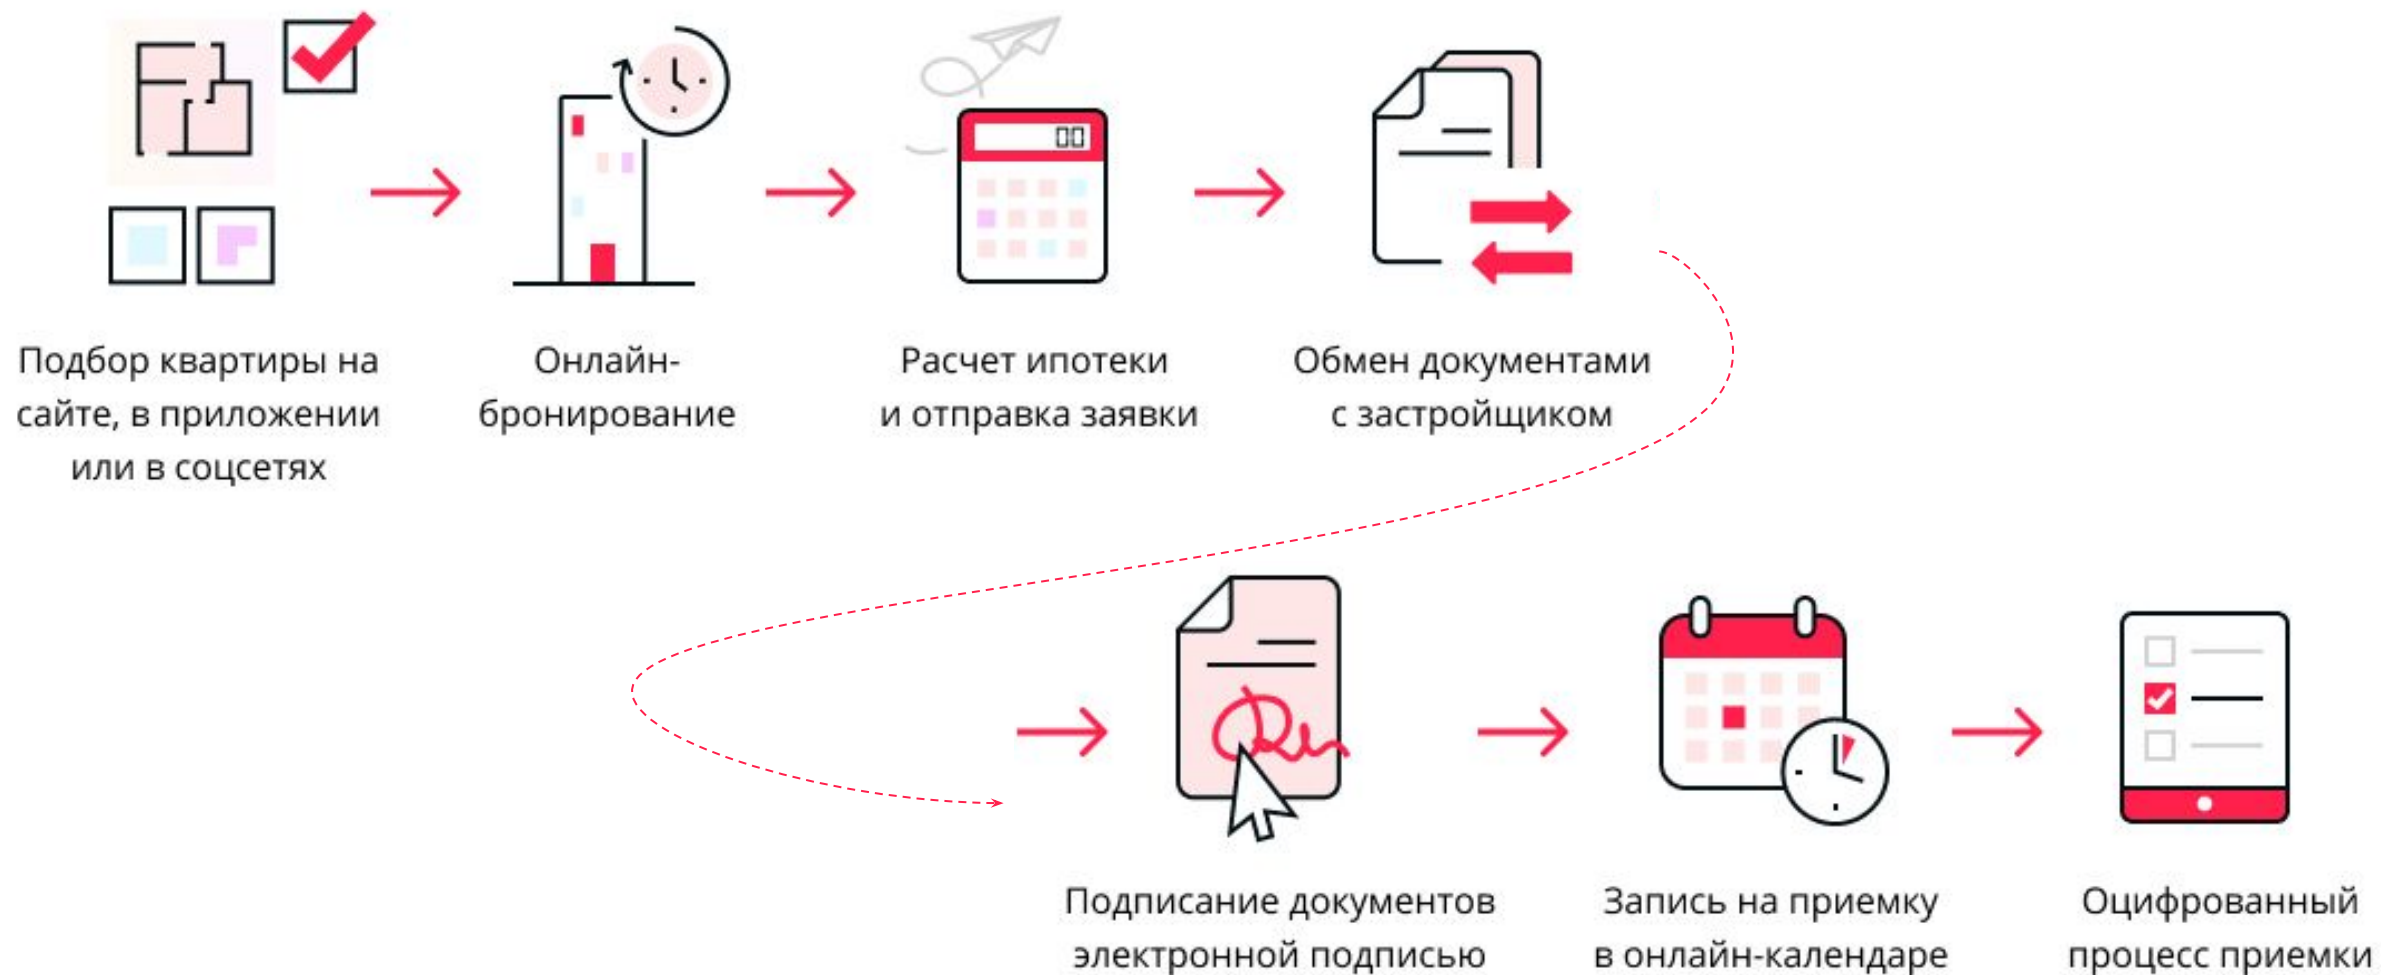 Подбор квартиры на
сайте, в приложении
или в соцсетях
Онлайн-
бронирование
Расчет ипотеки
и отправка заявки
Обмен документами
с застройщиком
Подписание документов
электронной подписью
Запись на приемку
в онлайн-календаре
Оцифрованный
процесс приемки